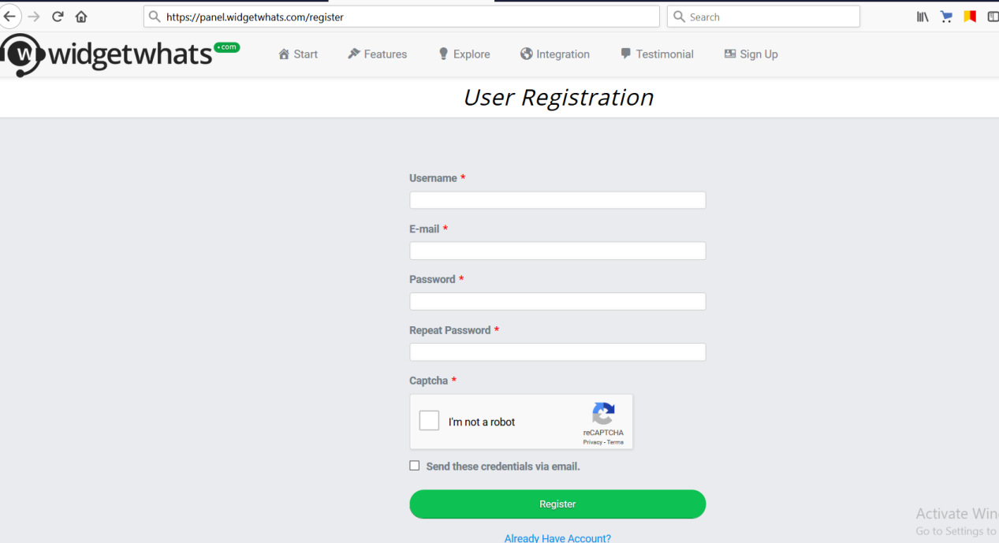 https://panel.widgetwhats.com/register
Search
widgetwhats .com
Start Features Explore Integration Testimonial Sign Up
User Registration
Username *
E-mail *
Password *
Repeat Password *
Captcha *
I'm not a robot
reCAPTCHA
Privacy - Terms
Send these credentials via email.
Register
Already Have Account?
Activate Win
Go to Settings to